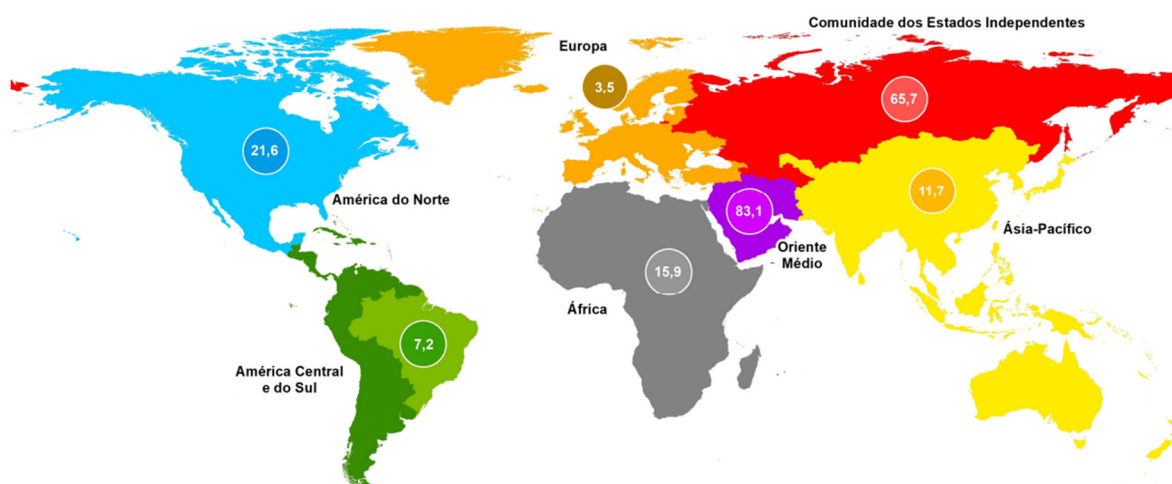 Comunidade dos Estados Independentes
Europa
3,5
65,7
21,6
América do Norte
11,7
83,1
Ásia-Pacífico
Oriente
Médio
15,9
África
7,2
América Central
e do Sul